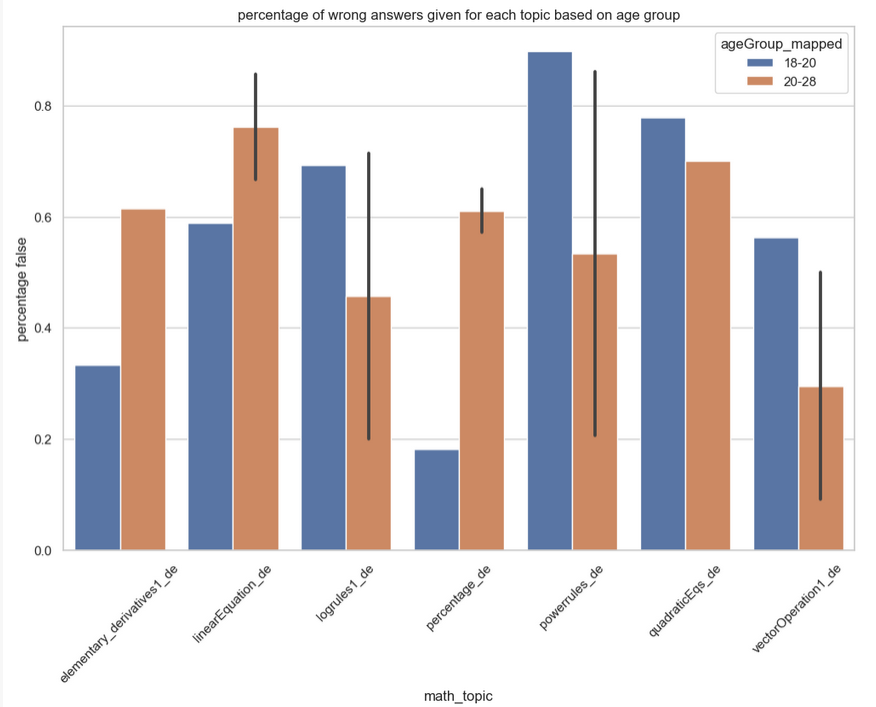 percentage of wrong answers given for each topic based on age group
ageGroup_mapped
18-20
20-28
percentage false
0.8
0.6
0.4
0.2
0.0
elementary_derivatives1_de
linearEquation_de
logrules1_de
percentage_de
powerrules_de
quadraticEqs_de
vectorOperation1_de
math_topic